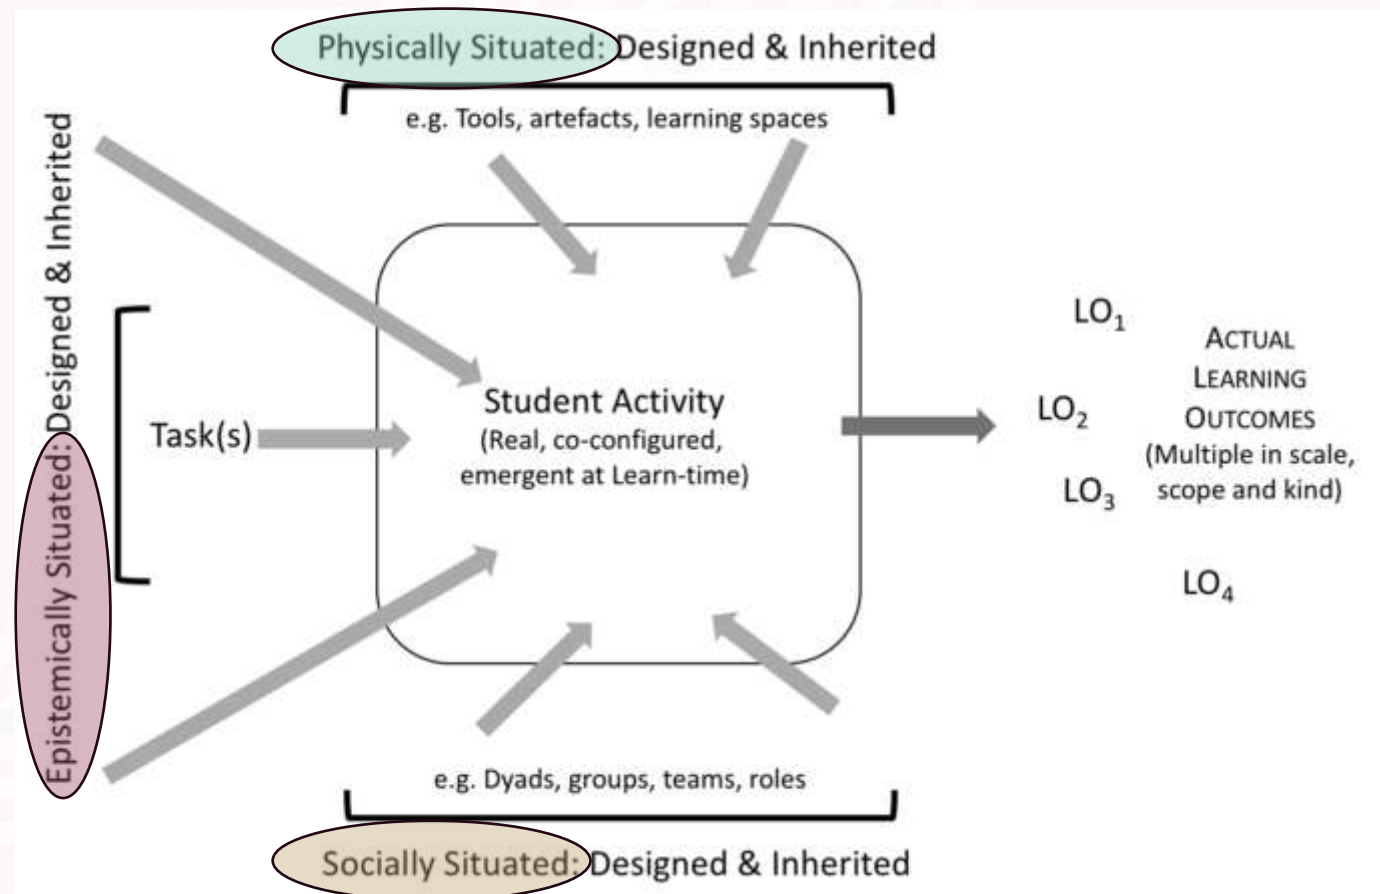 Physically Situated: Designed & Inherited
e.g. Tools, artefacts, learning spaces
Epistemically Situated: Designed & Inherited
Task(s)
Student Activity
(Real, co-configured,
emergent at Learn-time)
LO₁
LO₂
LO₃
LO₄
ACTUAL
LEARNING
OUTCOMES
(Multiple in scale,
scope and kind)
e.g. Dyads, groups, teams, roles
Socially Situated: Designed & Inherited